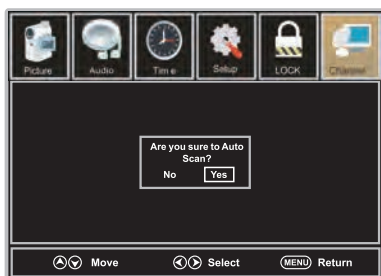 Picture Audio Tim e Setup LOCK Channel
Are you sure to Auto
Scan?
No Yes
Move Select MENU Return